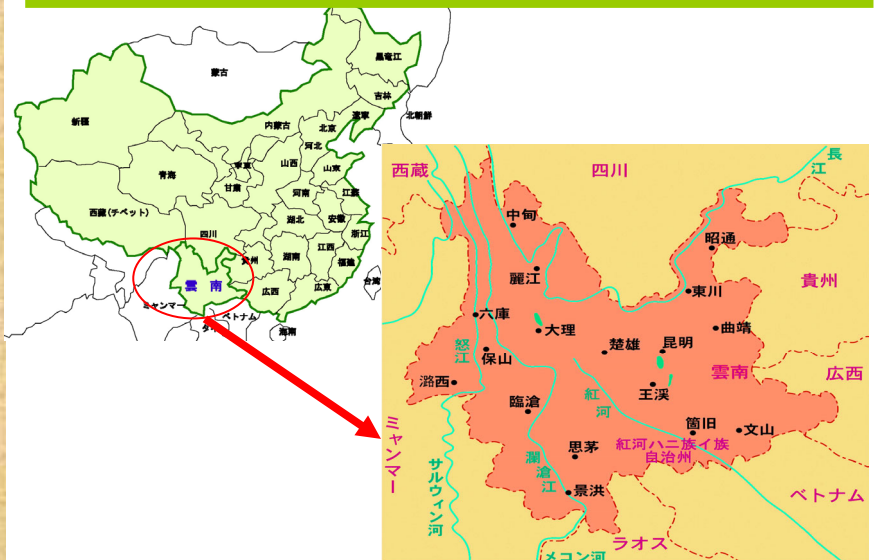 黒竜江
蒙古
吉林
遼寧
北朝鮮
新疆
内蒙古
北京
河北
青海
山西
山東
甘粛
河南
江蘇
西蔵(チベット)
湖北
安徽
四川
浙江
江西
湖南
貴州
福建
雲 南
広西
広東
台湾
ミャンマー
ベトナム
タイ
海南
西蔵
四川
長江
中甸
昭通
麗江
東川
貴州
六庫
大理
曲靖
怒江
保山
楚雄
昆明
潞西
雲南
広西
王溪
臨滄
紅河
箇旧
文山
ミャンマー
思茅
紅河ハニ族イ族
自治州
サルウィン河
瀾滄江
景洪
ベトナム
ラオス
メコン河